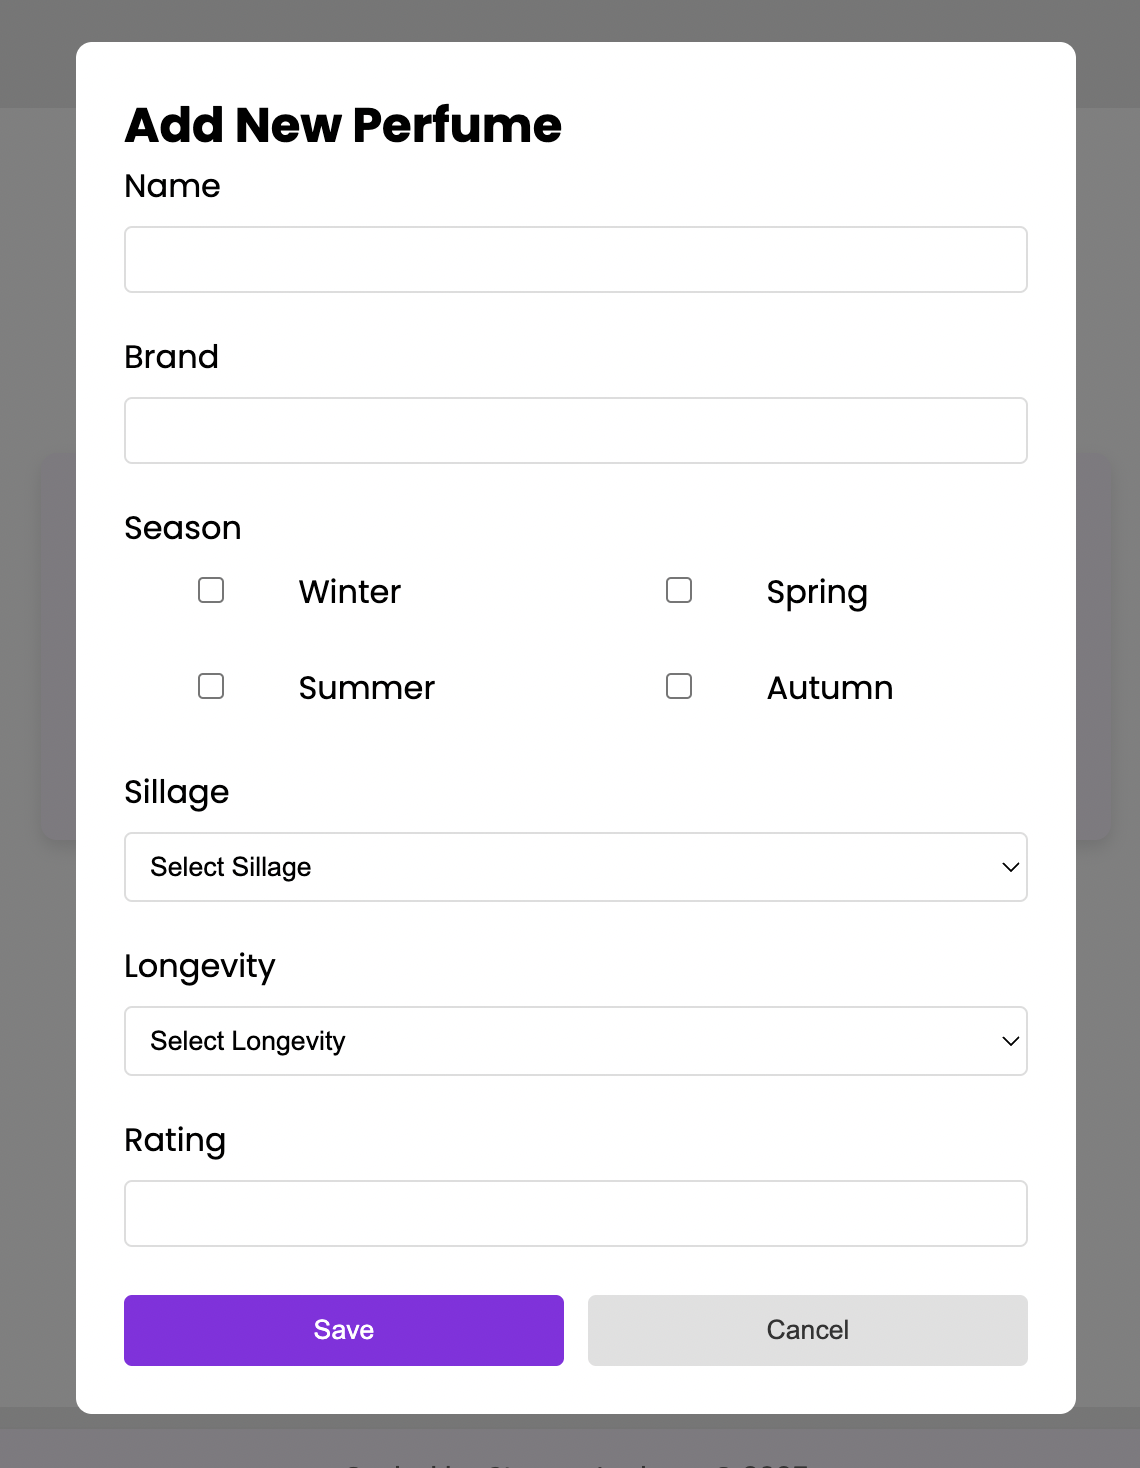 Add New Perfume
Name
Brand
Season
Winter Spring
Summer Autumn
Sillage
Select Sillage
Longevity
Select Longevity
Rating
Save Cancel